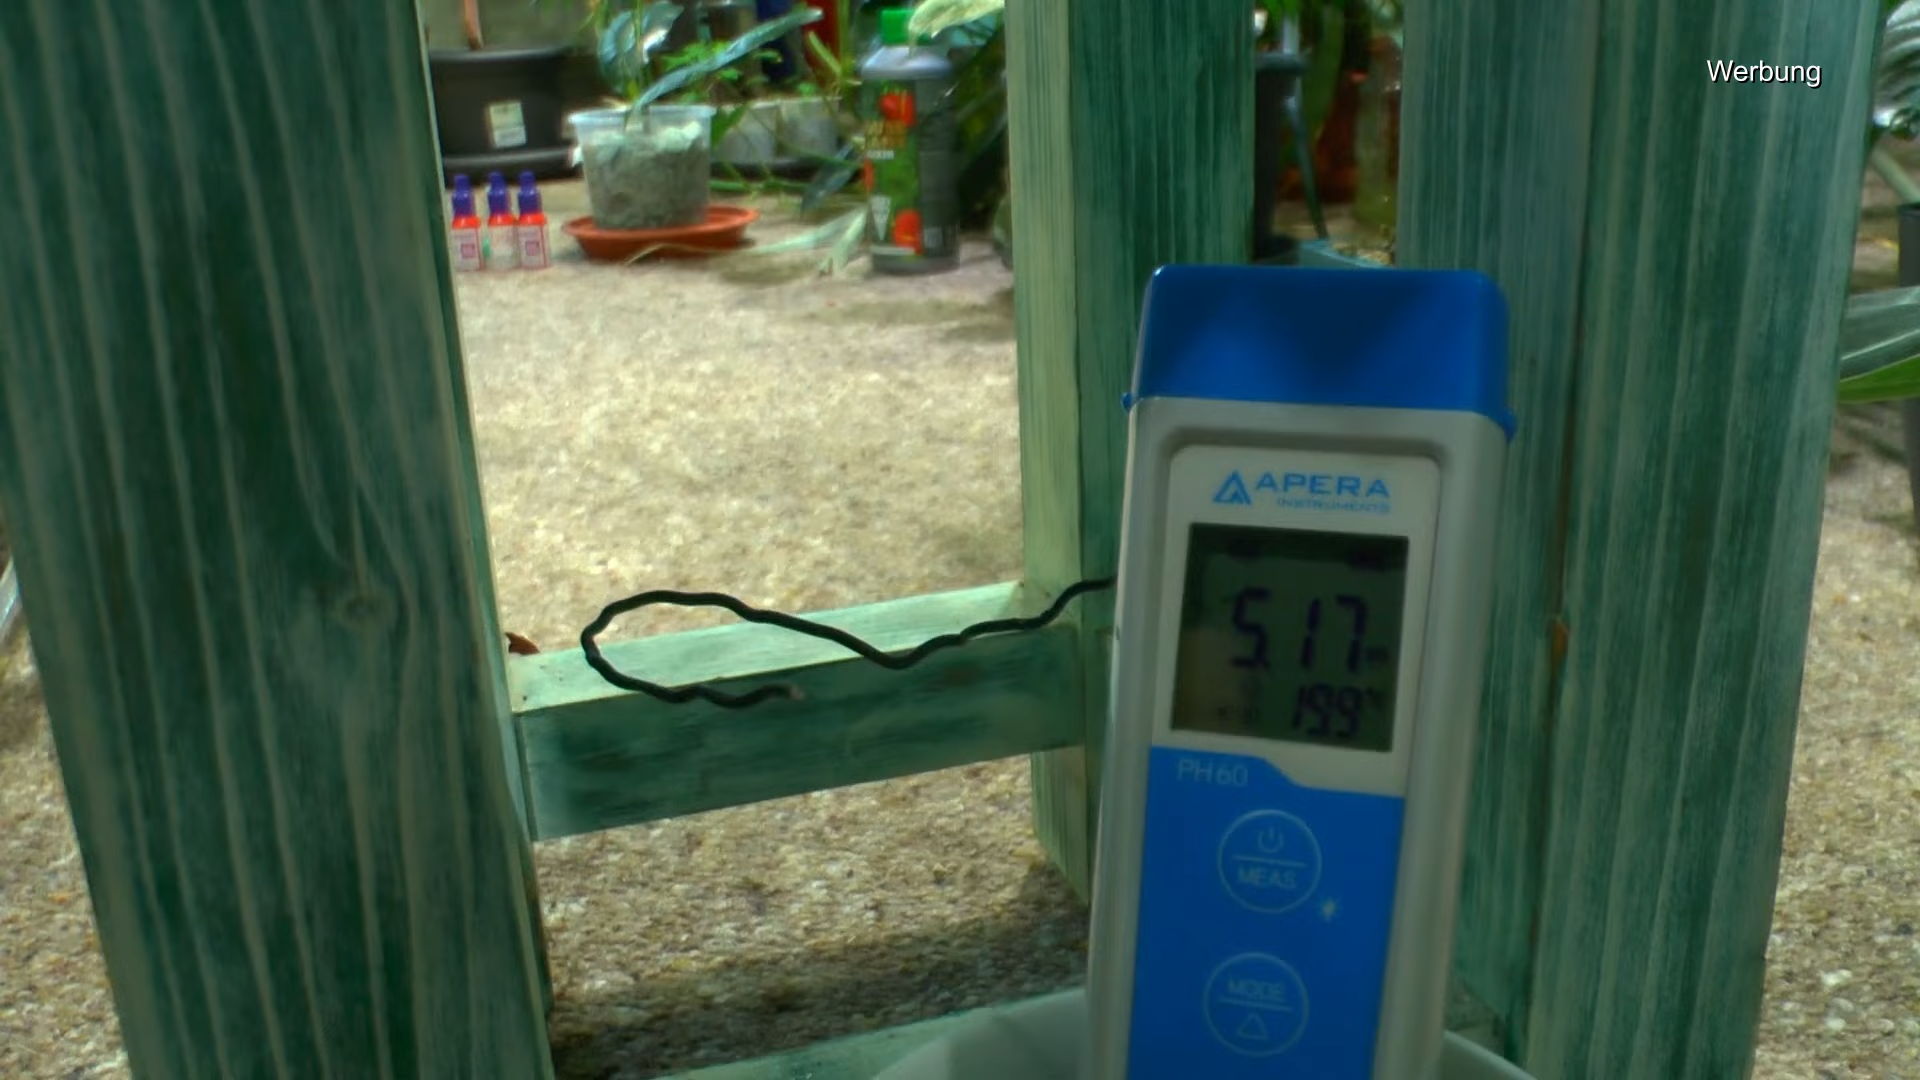 Werbung
APERA
INSTRUMENTS
5.17
19.9 °C
PH60
MEAS.
MODE